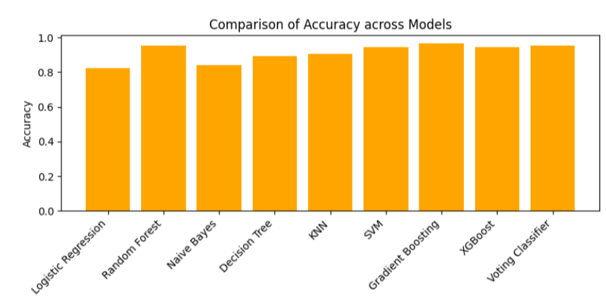 Comparison of Accuracy across Models
Accuracy
1.0
0.8
0.6
0.4
0.2
0.0
Logistic Regression
Random Forest
Naive Bayes
Decision Tree
KNN
SVM
Gradient Boosting
XGBoost
Voting Classifier